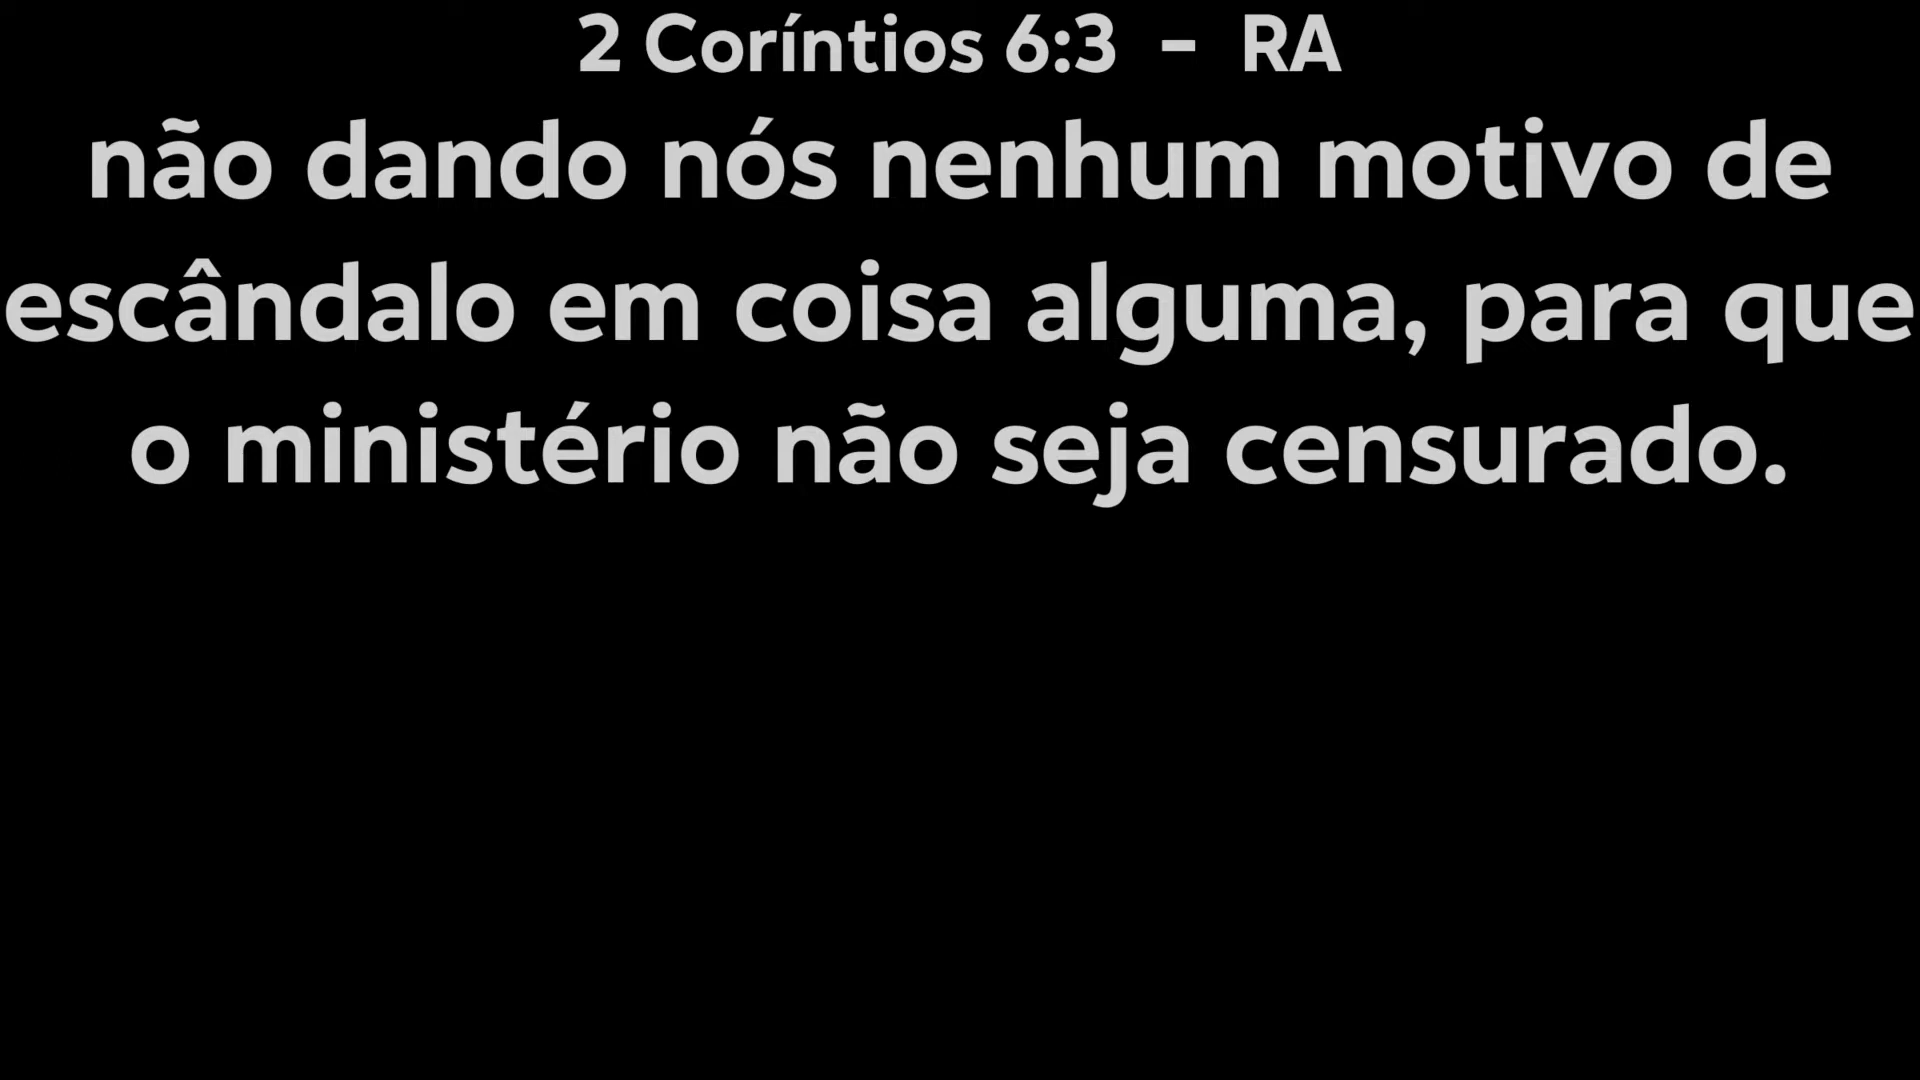 2 Coríntios 6:3 - RA
não dando nós nenhum motivo de
escândalo em coisa alguma, para que
o ministério não seja censurado.